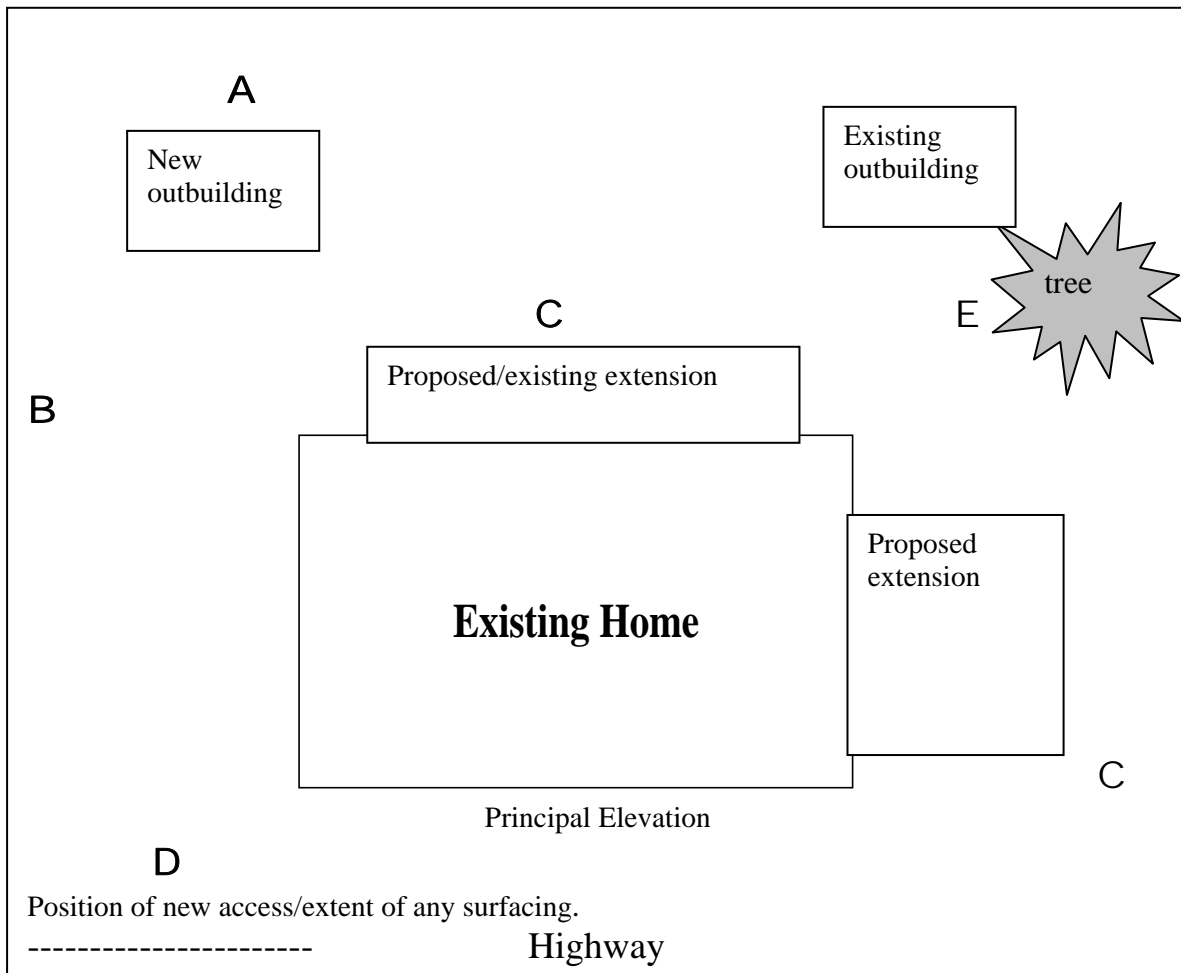 A
New
outbuilding
Existing
outbuilding
tree
E
C
Proposed/existing extension
B
Proposed
extension
Existing Home
C
Principal Elevation
D
Position of new access/extent of any surfacing.
----------------------- Highway